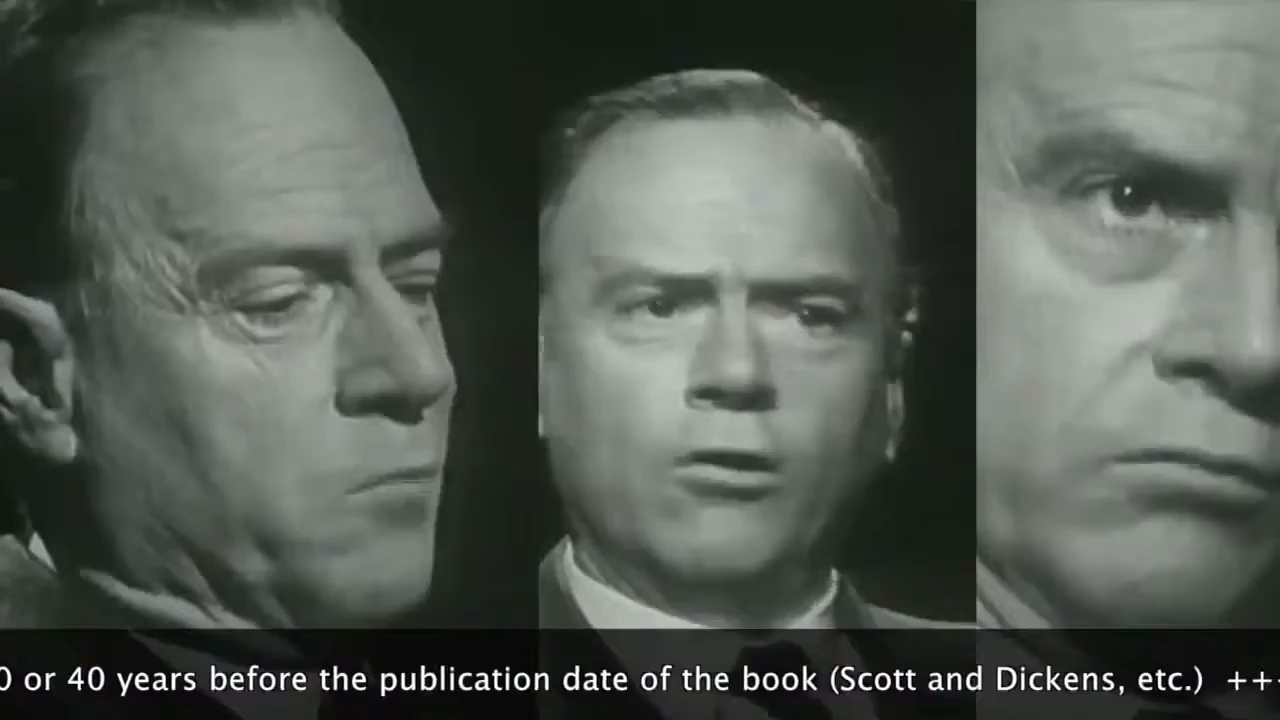 0 or 40 years before the publication date of the book (Scott and Dickens, etc.) +++